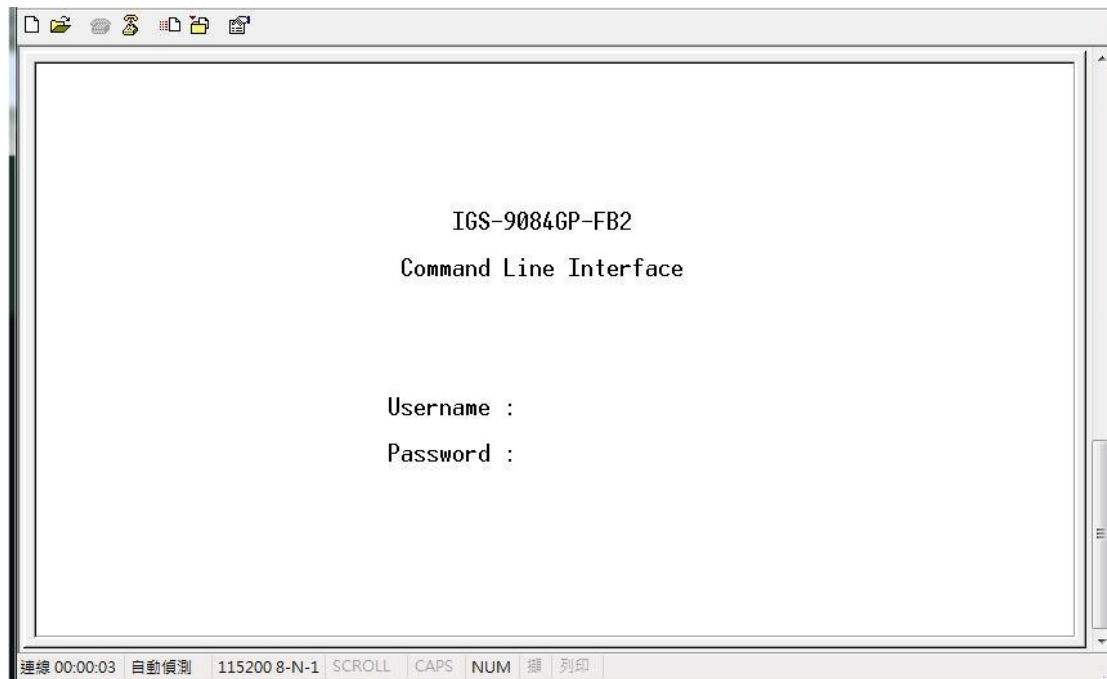 IGS-9084GP-FB2
Command Line Interface
Username :
Password :
連線 00:00:03 自動偵測 115200 8-N-1 SCROLL CAPS NUM 擷 列印